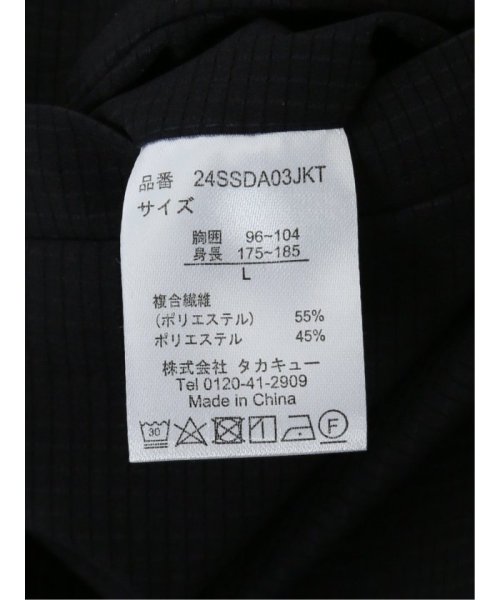 品番 24SSDA03JKT
サイズ
胸囲 96~104
身長 175~185
L
複合繊維
(ポリエステル) 55%
ポリエステル 45%
株式会社 タカキュー
Tel 0120-41-2909
Made in China
30
F